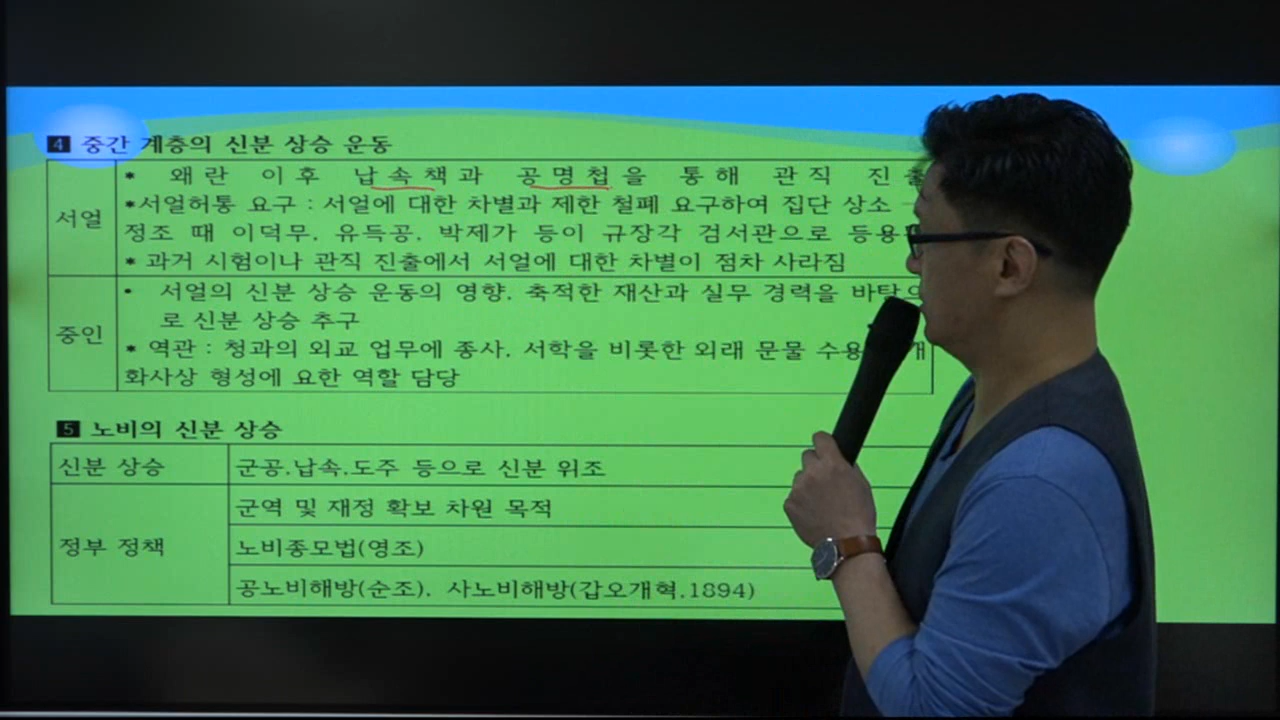 4 중간 계층의 신분 상승 운동
* 왜란 이후 납속책과 공명첩을 통해 관직 진출
서얼
*서얼허통 요구 : 서얼에 대한 차별과 제한 철폐 요구하여 집단 상소
정조 때 이덕무. 유득공. 박제가 등이 규장각 검서관으로
* 과거 시험이나 관직 진출에서 서얼에 대한 차별이 점차 사라짐
중인
• 서얼의 신분 상승 운동의 영향. 축적한 재산과 실무 경력을 바탕으
로 신분 상승 추구
* 역관 : 청과의 외교 업무에 종사. 서학을 비롯한 외래 문물 수용
화사상 형성에 요한 역할 담당
5 노비의 신분 상승
신분 상승
군공.납속.도주 등으로 신분 위조
정부 정책
군역 및 재정 확보 차원 목적
노비종모법(영조)
공노비해방(순조). 사노비해방(갑오개혁.1894)